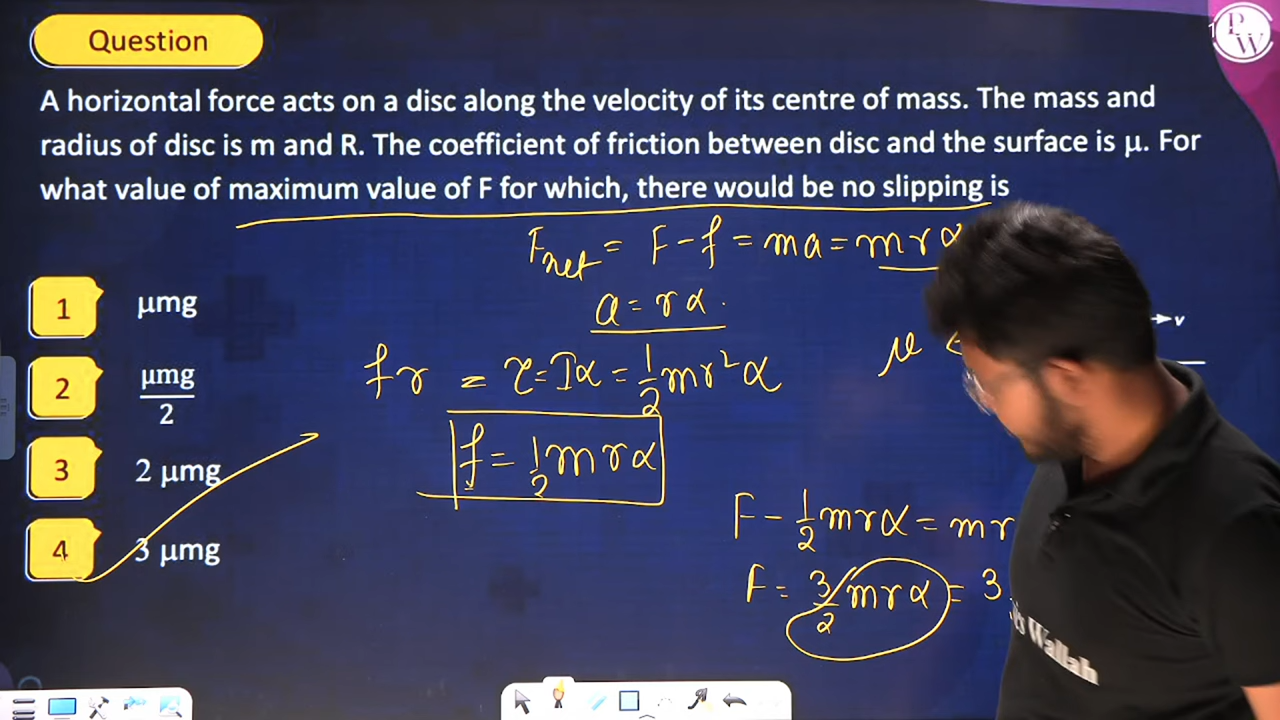 Question
PW
A horizontal force acts on a disc along the velocity of its centre of mass. The mass and
radius of disc is m and R. The coefficient of friction between disc and the surface is μ. For
what value of maximum value of F for which, there would be no slipping is
F_net = F - f = ma = mrα
a = rα.
1 μmg
v
μ
fr = τ = Iα = 1/2 mr²α
2 μmg/2
f = 1/2 mrα
3 2 μmg
F - 1/2 mrα = mr
4 3 μmg
F = 3/2 mrα = 3
Wallah